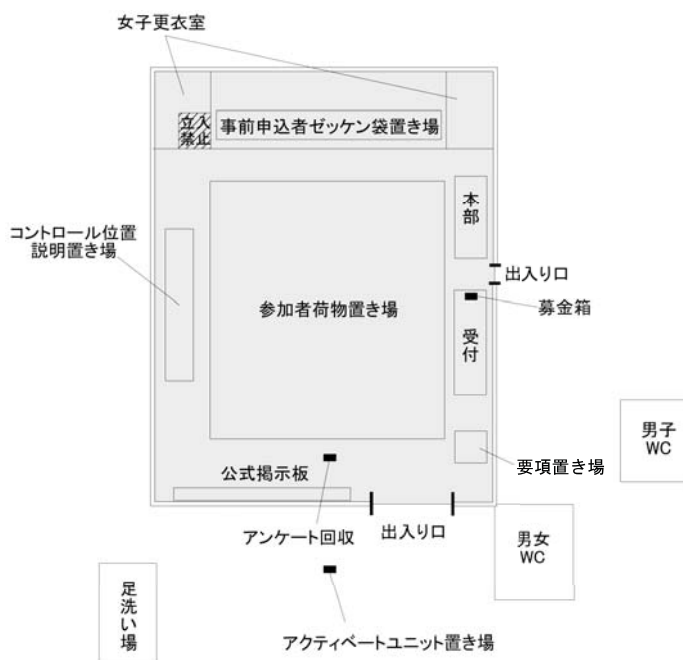 女子更衣室
立入
禁止
事前申込者ゼッケン袋置き場
本部
コントロール位置
説明置き場
出入り口
参加者荷物置き場
募金箱
受付
男子
WC
要項置き場
公式掲示板
アンケート回収
出入り口
男女
WC
足洗い場
アクティベートユニット置き場